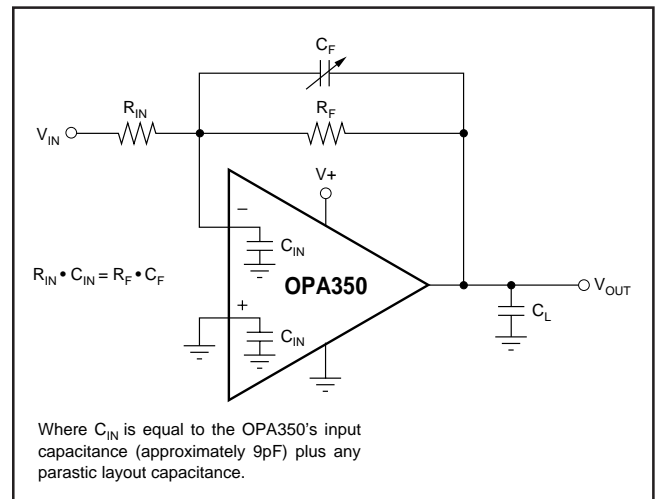 C_F
R_IN
R_F
V_IN
V+
−
C_IN
R_IN • C_IN = R_F • C_F
OPA350
+
C_IN
V_OUT
C_L
Where C_IN is equal to the OPA350's input
capacitance (approximately 9pF) plus any
parastic layout capacitance.